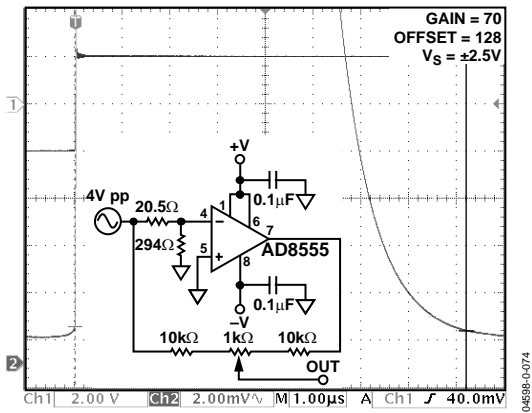 T
GAIN = 70
OFFSET = 128
VS = ±2.5V
1
+V
0.1µF
4V pp
20.5Ω
1
4
–
6
7
294Ω
5
+
AD8555
8
0.1µF
–V
10kΩ
1kΩ
10kΩ
OUT
2
Ch1 2.00 V Ch2 2.00mV∿ M 1.00µs A Ch1 ƒ 40.0mV
04598-0-074